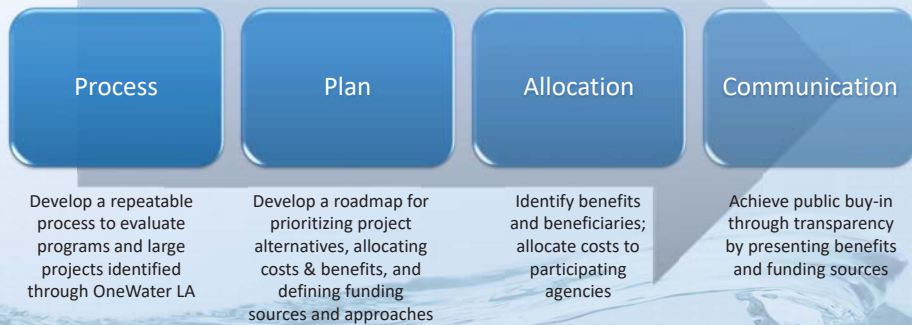 Process
Plan
Allocation
Communication
Develop a repeatable
process to evaluate
programs and large
projects identified
through OneWater LA
Develop a roadmap for
prioritizing project
alternatives, allocating
costs & benefits, and
defining funding
sources and approaches
Identify benefits
and beneficiaries;
allocate costs to
participating
agencies
Achieve public buy-in
through transparency
by presenting benefits
and funding sources